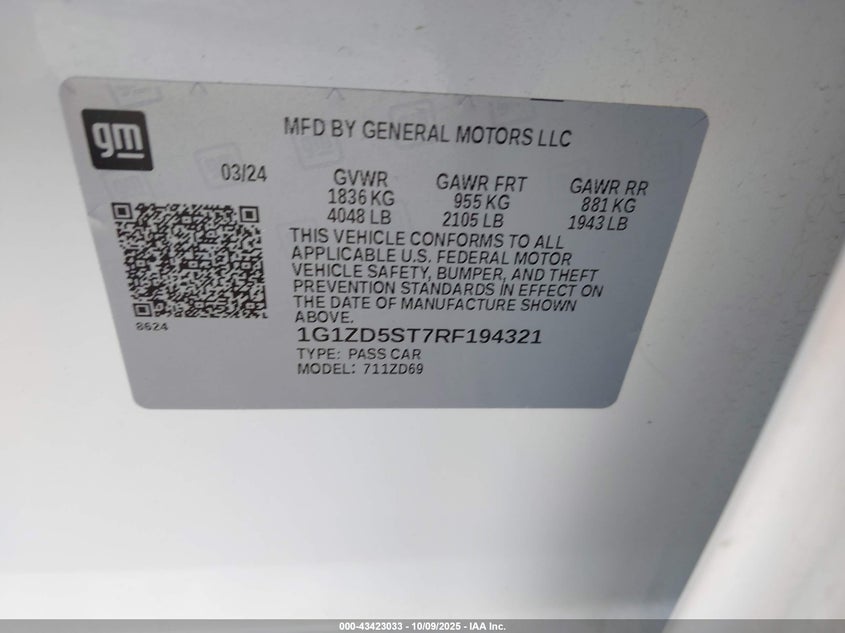 gm
MFD BY GENERAL MOTORS LLC
03/24
GVWR GAWR FRT GAWR RR
1836 KG 955 KG 881 KG
4048 LB 2105 LB 1943 LB
THIS VEHICLE CONFORMS TO ALL
APPLICABLE U.S. FEDERAL MOTOR
VEHICLE SAFETY, BUMPER, AND THEFT
PREVENTION STANDARDS IN EFFECT ON
THE DATE OF MANUFACTURE SHOWN
ABOVE.
8624
1G1ZD5ST7RF194321
TYPE: PASS CAR
MODEL: 711ZD69
000-43423033 - 10/09/2025 - IAA Inc.